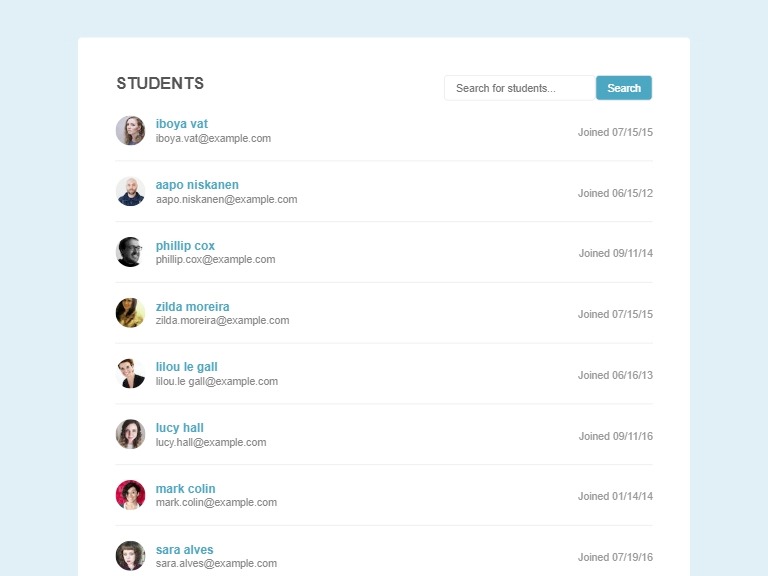 STUDENTS
Search for students...
Search
iboya vat
iboya.vat@example.com
Joined 07/15/15
aapo niskanen
aapo.niskanen@example.com
Joined 06/15/12
phillip cox
phillip.cox@example.com
Joined 09/11/14
zilda moreira
zilda.moreira@example.com
Joined 07/15/15
lilou le gall
lilou.le gall@example.com
Joined 06/16/13
lucy hall
lucy.hall@example.com
Joined 09/11/16
mark colin
mark.colin@example.com
Joined 01/14/14
sara alves
sara.alves@example.com
Joined 07/19/16